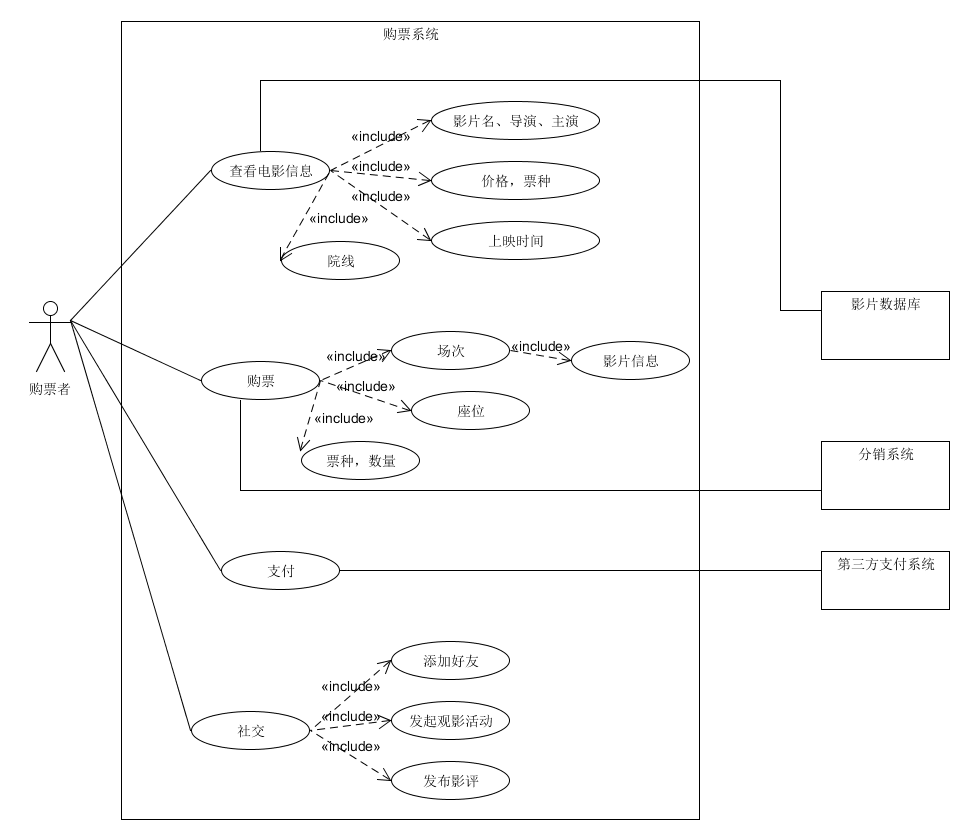 购票系统
«include»
影片名、导演、主演
查看电影信息
«include»
价格，票种
«include»
«include»
上映时间
院线
影片数据库
购票者
«include»
场次
«include»
影片信息
购票
«include»
座位
«include»
票种，数量
分销系统
支付
第三方支付系统
添加好友
«include»
社交
«include»
发起观影活动
«include»
发布影评